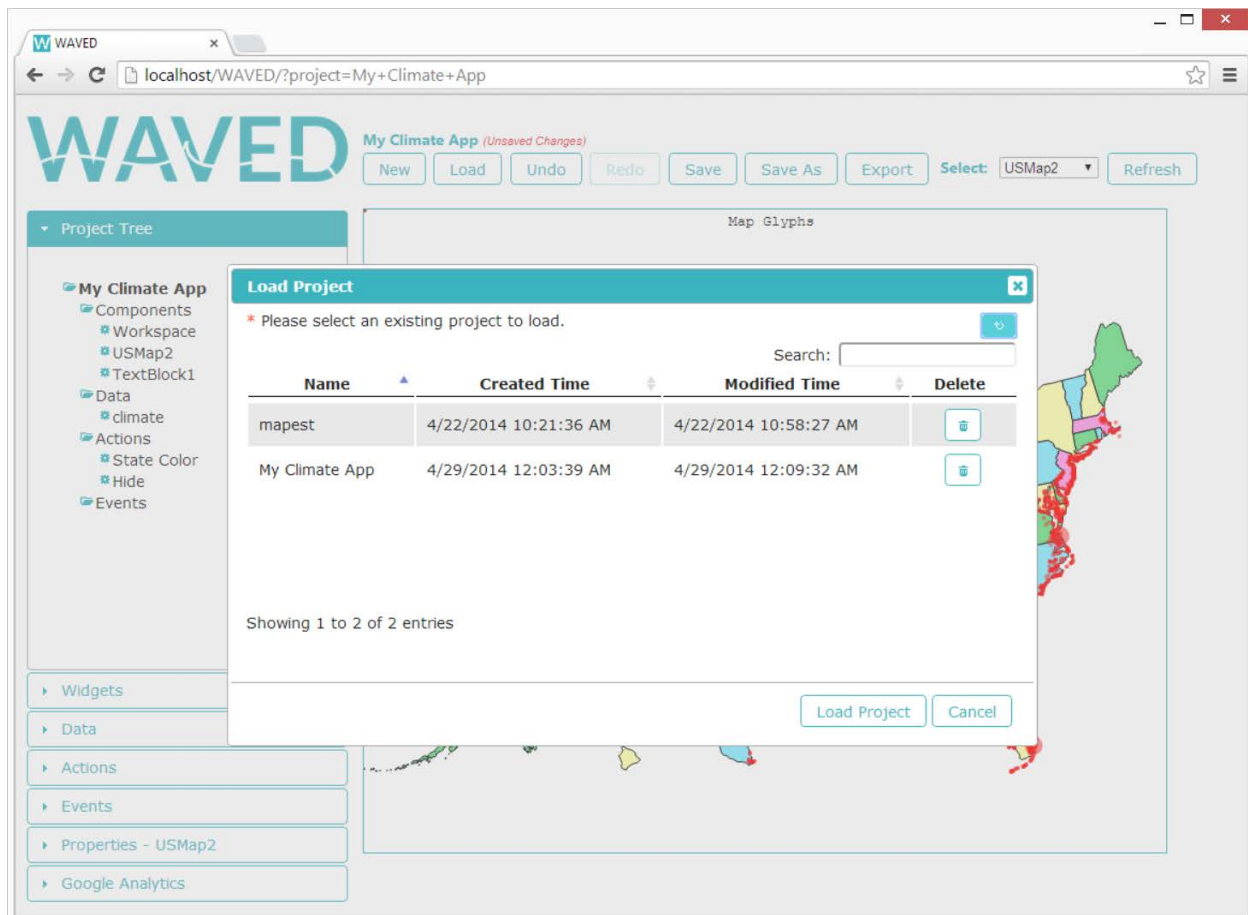 WAVED
localhost/WAVED/?project=My+Climate+App
WAVED
My Climate App (Unsaved Changes)
New Load Undo Redo Save Save As Export Select: USMap2 Refresh
Project Tree
My Climate App
Components
Workspace
USMap2
TextBlock1
Data
climate
Actions
State Color
Hide
Events
Widgets
Data
Actions
Events
Properties - USMap2
Google Analytics
Map Glyphs
Load Project
* Please select an existing project to load.
Search:
Name Created Time Modified Time Delete
mapest 4/22/2014 10:21:36 AM 4/22/2014 10:58:27 AM
My Climate App 4/29/2014 12:03:39 AM 4/29/2014 12:09:32 AM
Showing 1 to 2 of 2 entries
Load Project Cancel